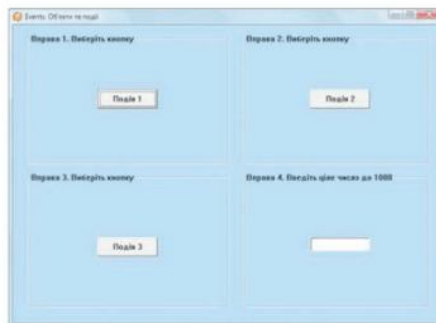 Events: Об'єкти та події
Вправа 1. Виберіть кнопку
Вправа 2. Виберіть кнопку
Подія 1
Подія 2
Вправа 3. Виберіть кнопку
Вправа 4. Введіть ціле число до 1000
Подія 3